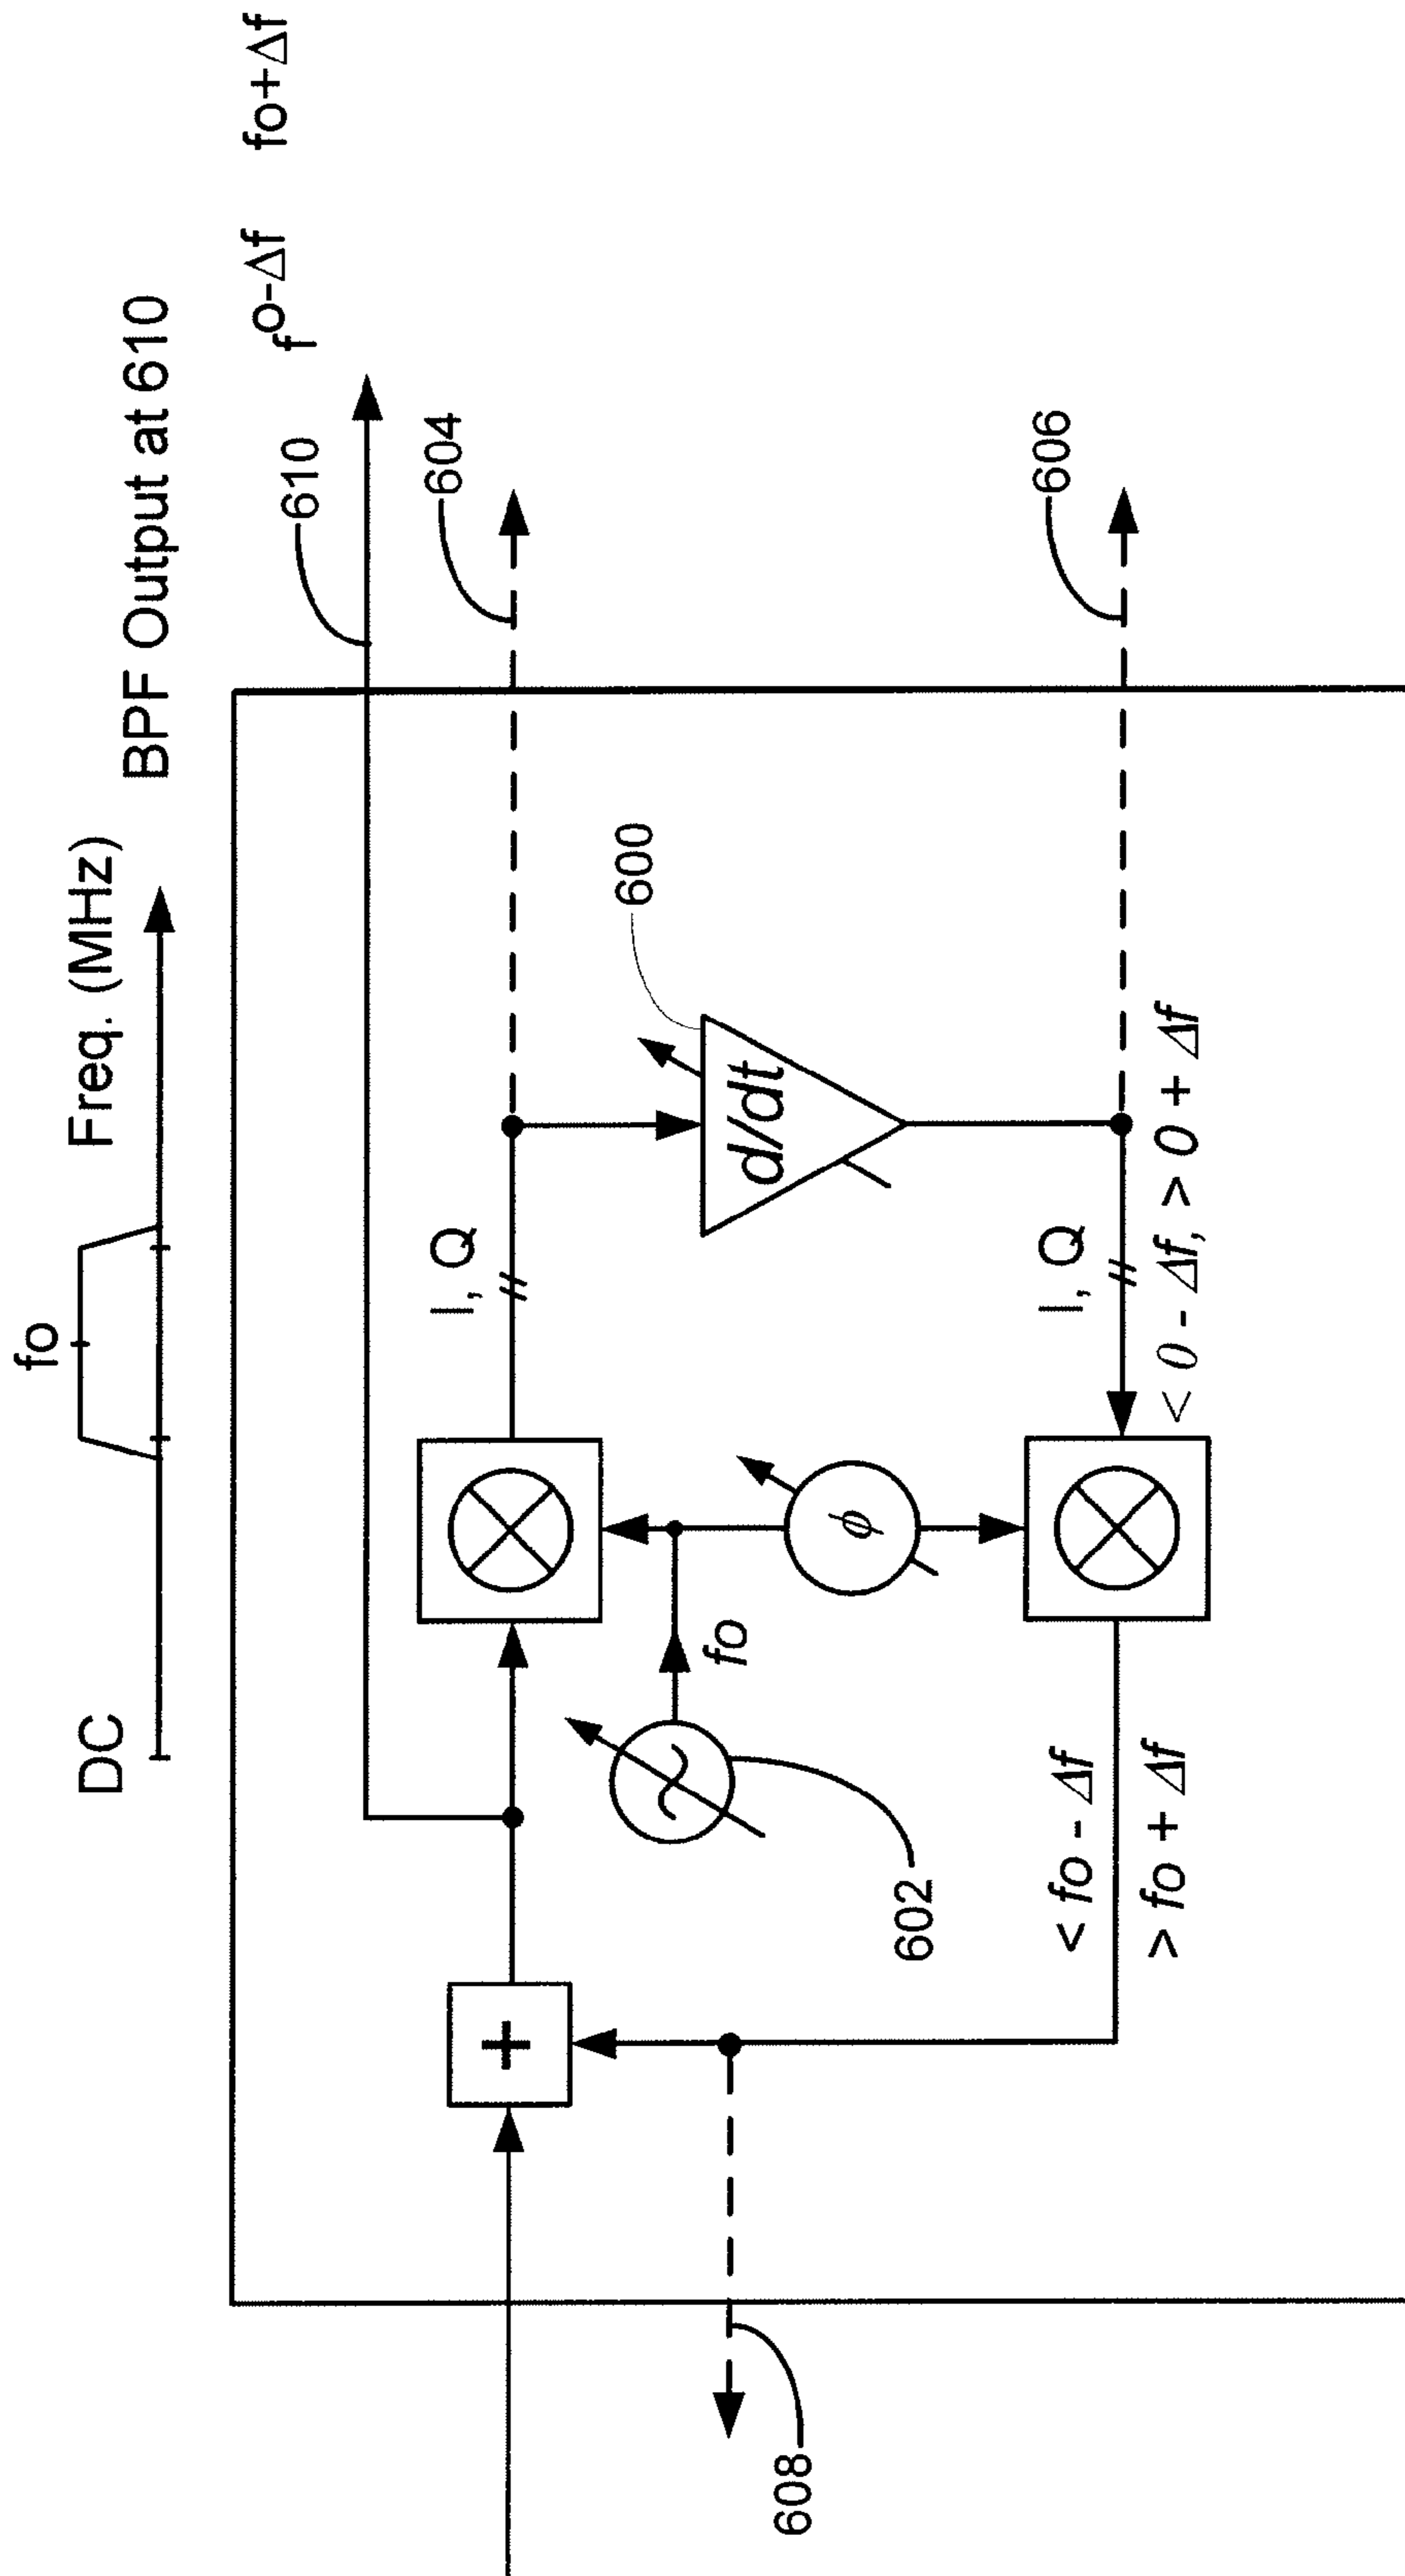 fo
DC
Freq. (MHz)
BPF Output at 610
fo-Δf fo+Δf
610
604
I, Q
+
fo
602
600
d/dt
ϕ
608
< fo - Δf
> fo + Δf
I, Q
< 0 - Δf, > 0 + Δf
606